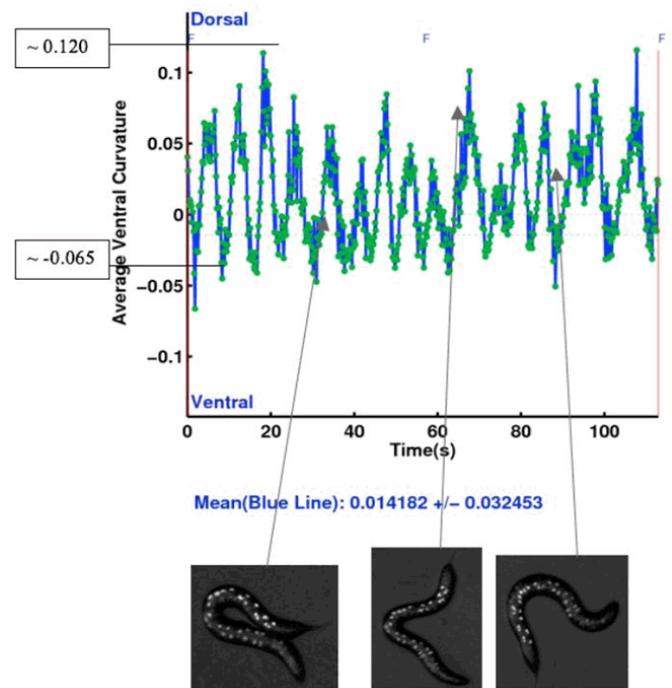 Dorsal
F
F
F
~ 0.120
0.1
0.05
0
~ -0.065
−0.05
−0.1
Average Ventral Curvature
Ventral
0
20
40
60
80
100
Time(s)
Mean(Blue Line): 0.014182 +/− 0.032453